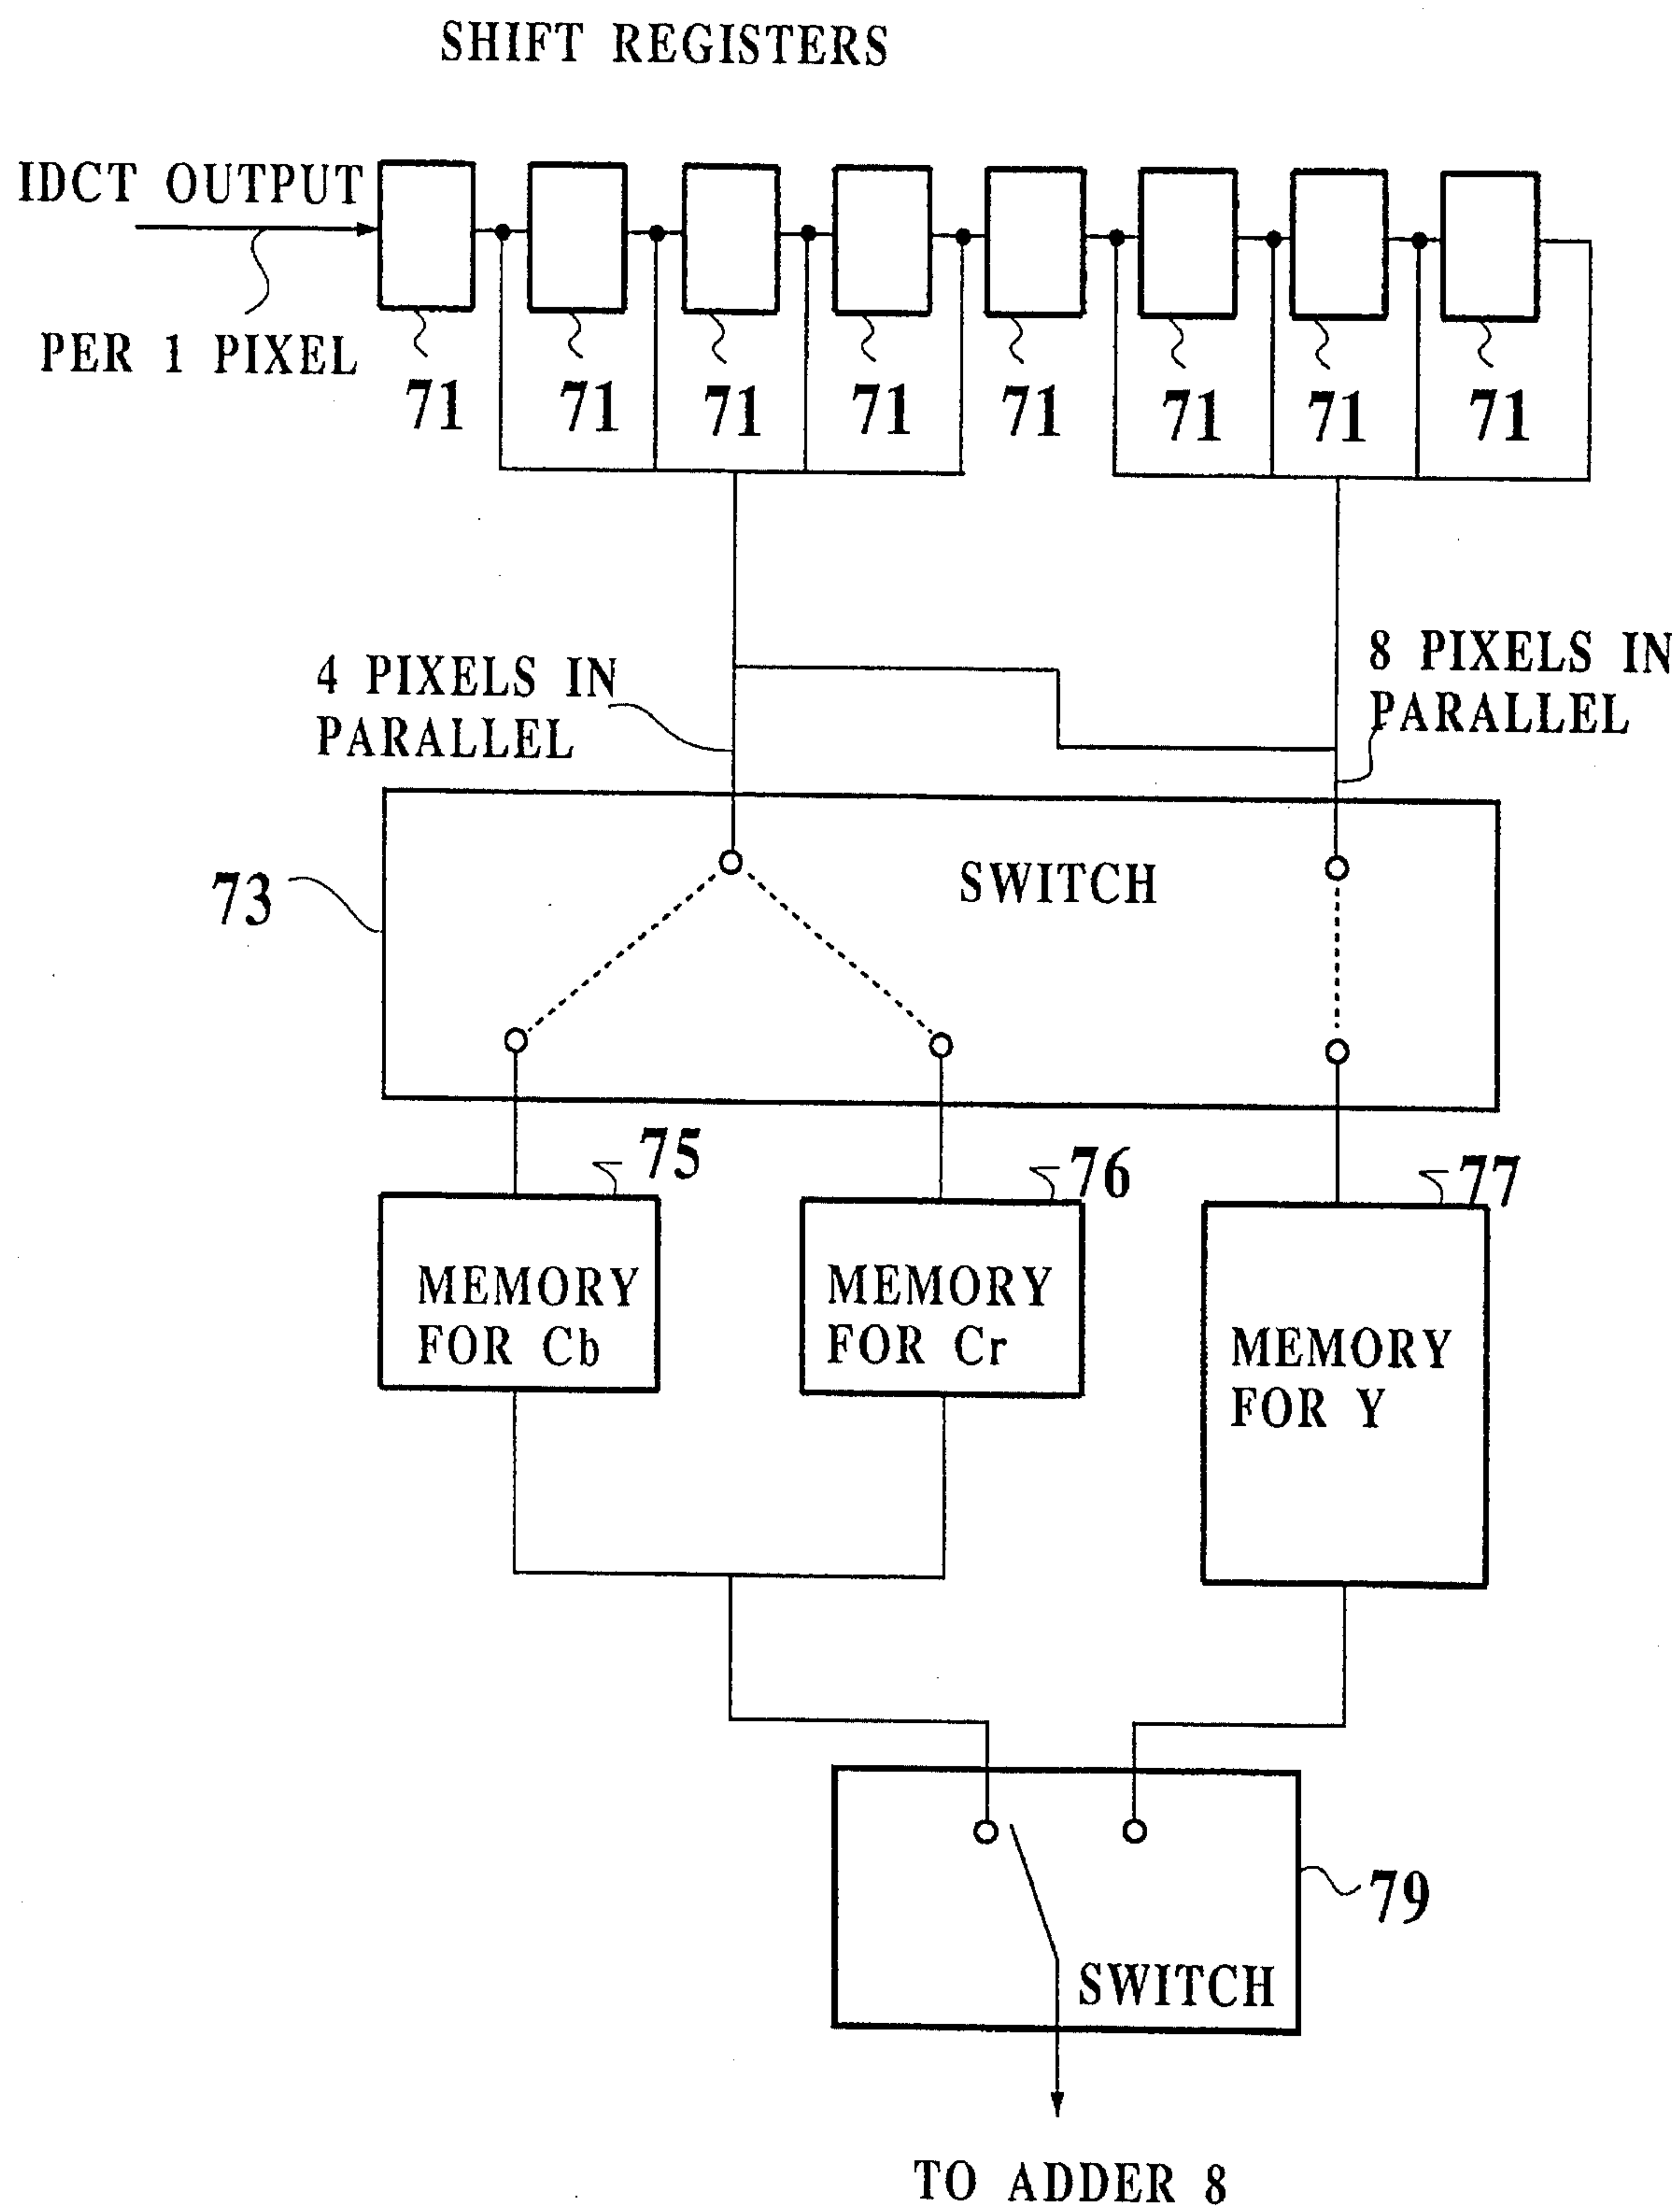 SHIFT REGISTERS
IDCT OUTPUT
PER 1 PIXEL
71 71 71 71 71 71 71 71
4 PIXELS IN
PARALLEL
8 PIXELS IN
PARALLEL
73
SWITCH
75
76
77
MEMORY
FOR Cb
MEMORY
FOR Cr
MEMORY
FOR Y
79
SWITCH
TO ADDER 8